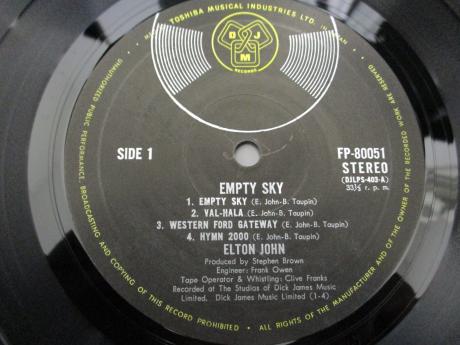 TOSHIBA MUSICAL INDUSTRIES LTD.
D J M
RECORDS
SIDE 1
FP-80051
STEREO
(DJLPS-403-A)
33⅓ r. p. m.
EMPTY SKY
1. EMPTY SKY (E. John-B. Taupin)
2. VAL-HALA (E. John-B. Taupin)
3. WESTERN FORD GATEWAY (E. John-B. Taupin)
4. HYMN 2000 (E. John-B. Taupin)
ELTON JOHN
Produced by Stephen Brown
Engineer: Frank Owen
Tape Operator & Whistling: Clive Franks
Recorded at The Studios of Dick James Music
Limited. Dick James Music Limited (1-4)
ALL RIGHTS OF THE MANUFACTURER AND OF THE OWNER OF THE RECORDED WORK ARE RESERVED
UNAUTHORISED PUBLIC PERFORMANCE, BROADCASTING AND COPYING OF THIS RECORD PROHIBITED